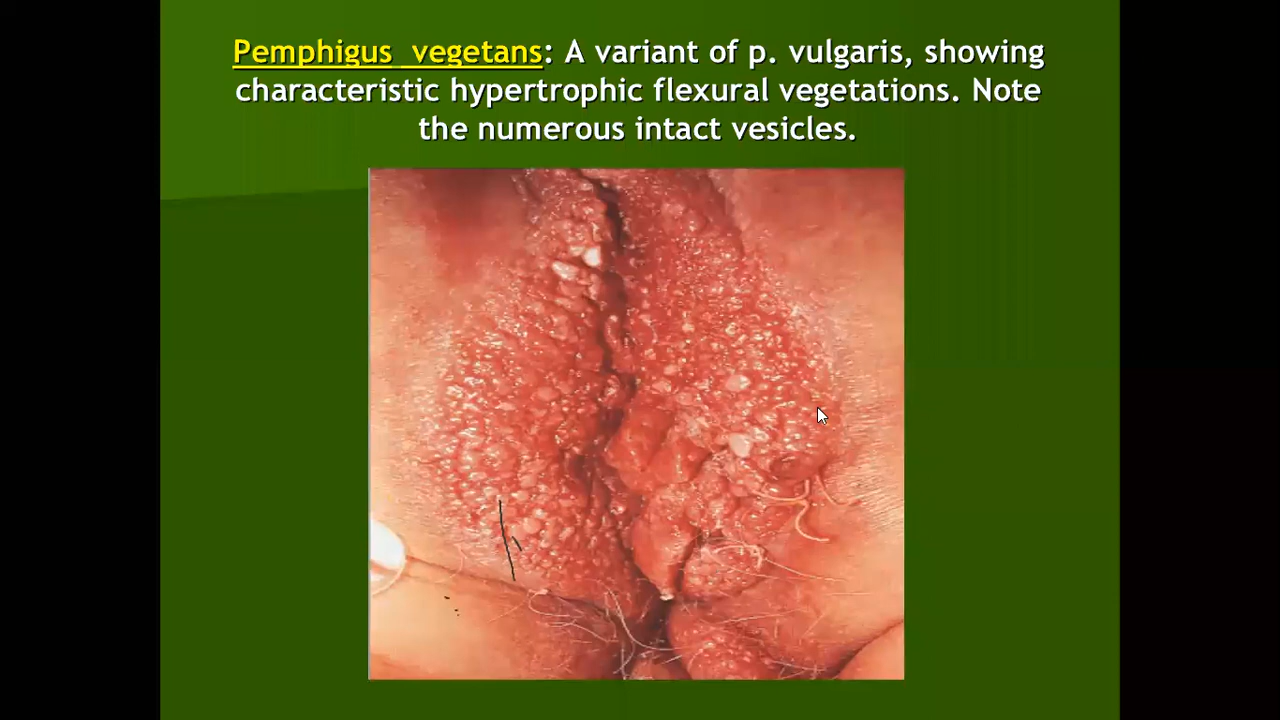 Pemphigus vegetans: A variant of p. vulgaris, showing
characteristic hypertrophic flexural vegetations. Note
the numerous intact vesicles.